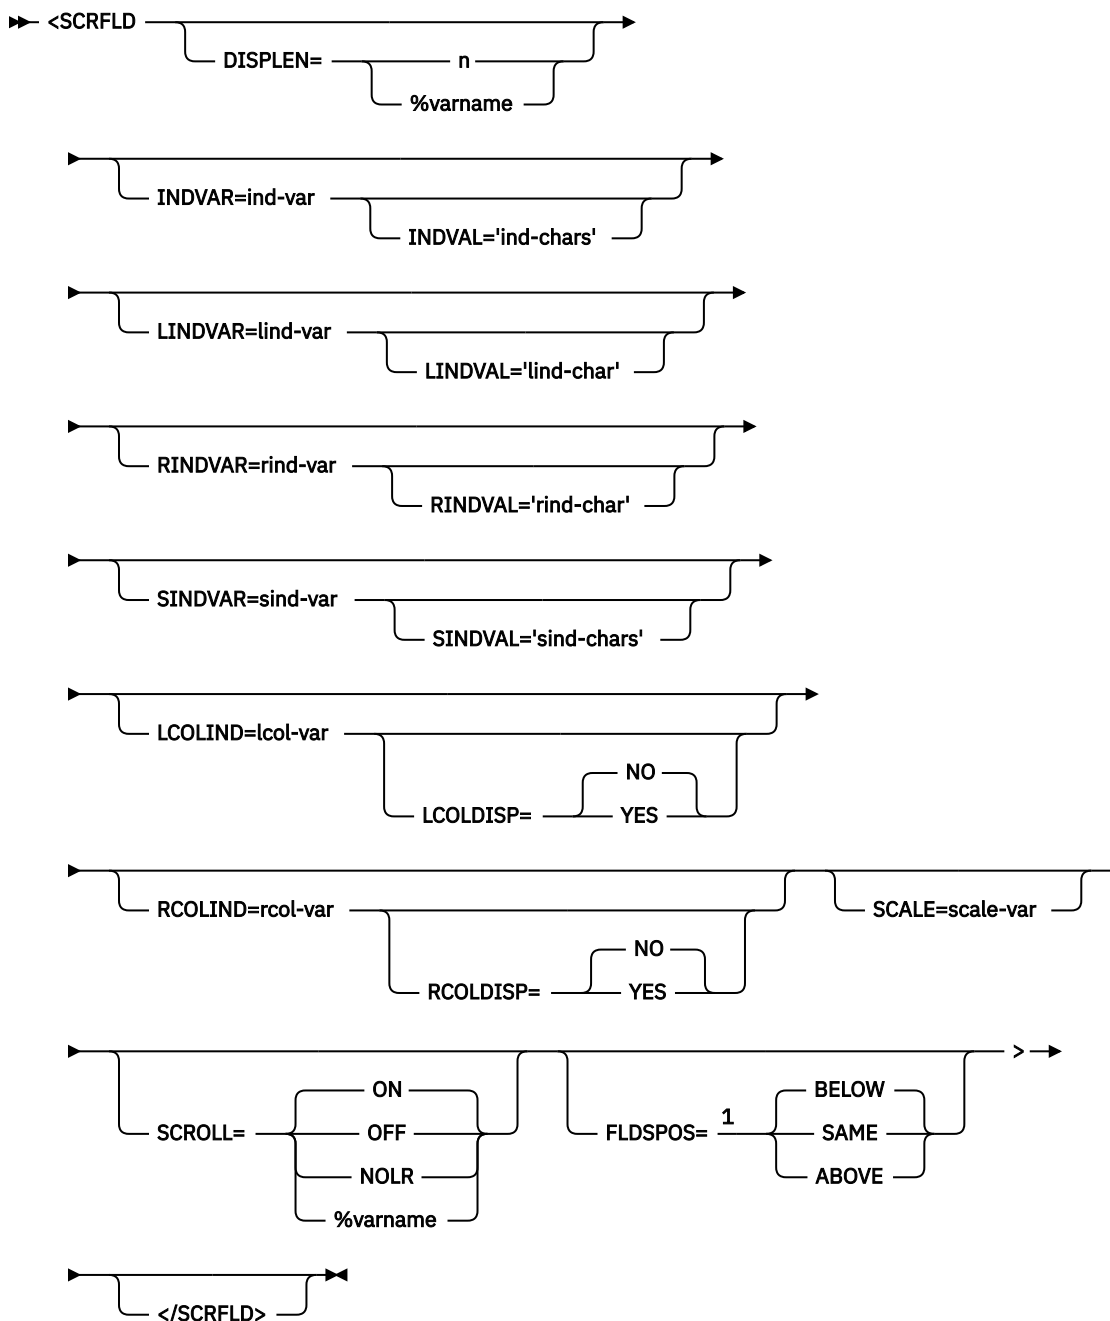 <SCRFLD
DISPLEN= n
%varname
INDVAR=ind-var
INDVAL='ind-chars'
LINDVAR=lind-var
LINDVAL='lind-char'
RINDVAR=rind-var
RINDVAL='rind-char'
SINDVAR=sind-var
SINDVAL='sind-chars'
LCOLIND=lcol-var
NO
LCOLDISP= YES
RCOLIND=rcol-var SCALE=scale-var
NO
RCOLDISP= YES
>
ON BELOW
SCROLL= OFF FLDSPOS= 1 SAME
NOLR ABOVE
%varname
</SCRFLD>